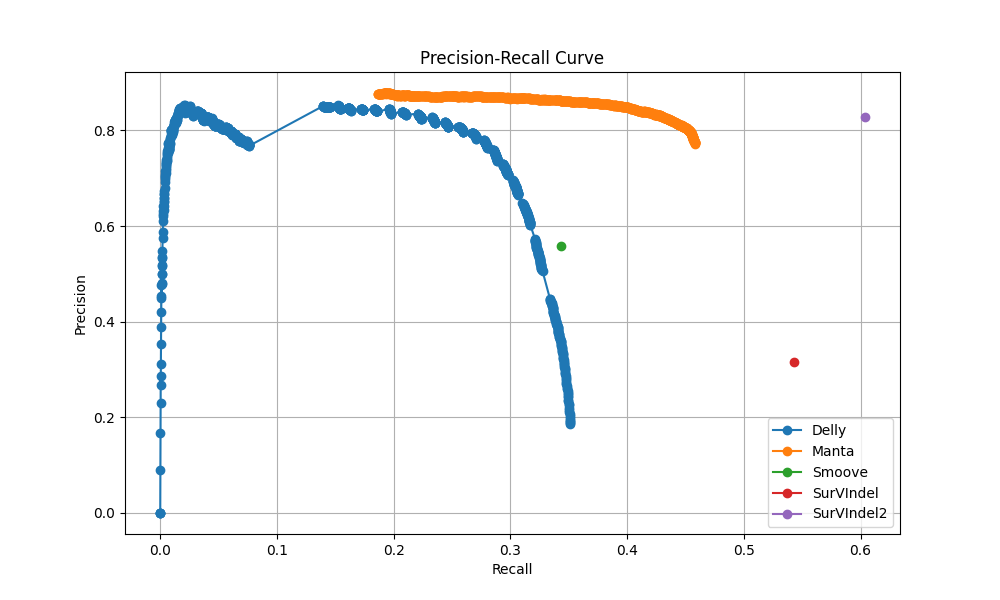 Precision-Recall Curve
Precision
0.8
0.6
0.4
0.2
0.0
0.0 0.1 0.2 0.3 0.4 0.5 0.6
Recall
Delly
Manta
Smoove
SurVIndel
SurVIndel2